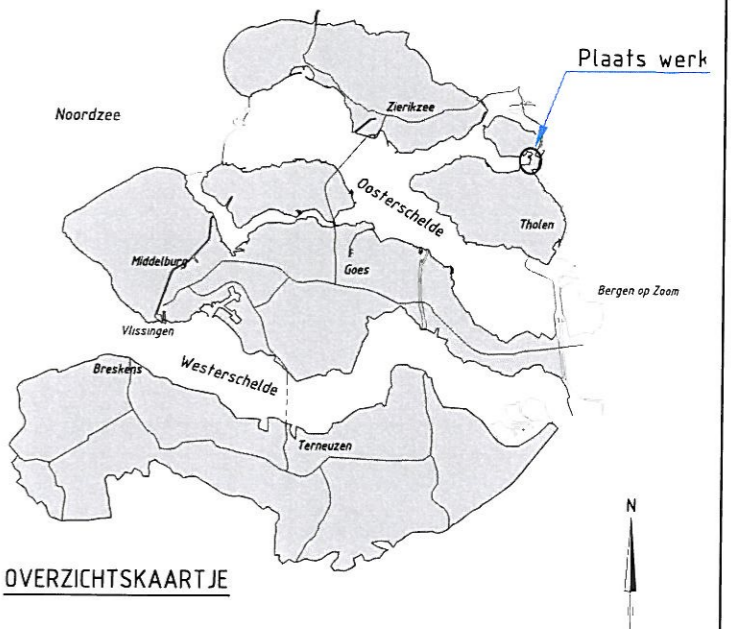 Plaats werk
Noordzee
Zierikzee
Oosterschelde
Tholen
Middelburg
Goes
Bergen op Zoom
Vlissingen
Breskens
Westerschelde
Terneuzen
N
OVERZICHTSKAARTJE